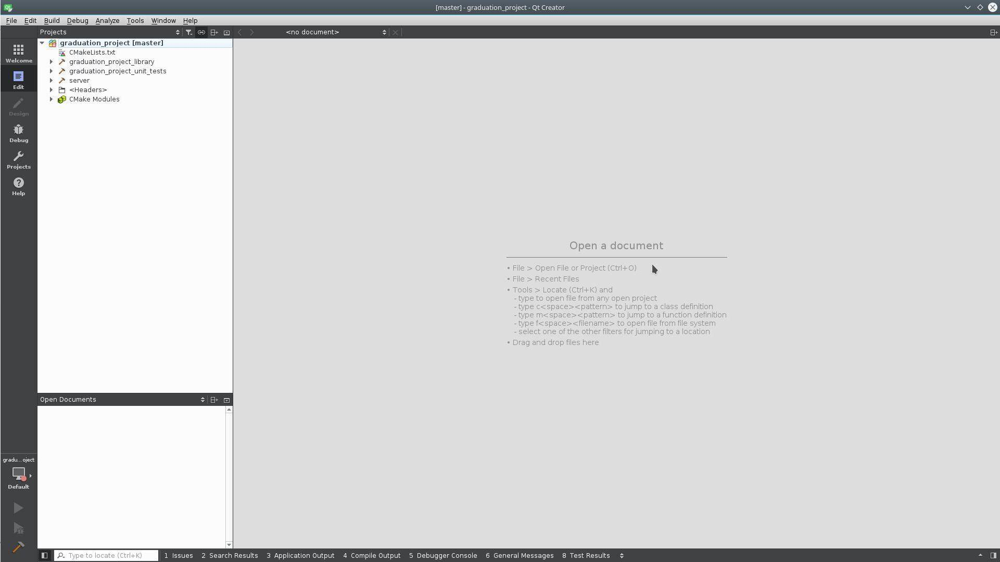 [master] - graduation_project - Qt Creator
File Edit Build Debug Analyze Tools Window Help
Projects
<no document>
graduation_project [master]
CMakeLists.txt
graduation_project_library
graduation_project_unit_tests
server
<Headers>
CMake Modules
Welcome
Edit
Design
Debug
Projects
Help
Open a document
• File > Open File or Project (Ctrl+O)
• File > Recent Files
• Tools > Locate (Ctrl+K) and
- type to open file from any open project
- type c<space><pattern> to jump to a class definition
- type m<space><pattern> to jump to a function definition
- type f<space><filename> to open file from file system
- select one of the other filters for jumping to a location
• Drag and drop files here
Open Documents
gradu...oject
Default
Type to locate (Ctrl+K)
1 Issues 2 Search Results 3 Application Output 4 Compile Output 5 Debugger Console 6 General Messages 8 Test Results